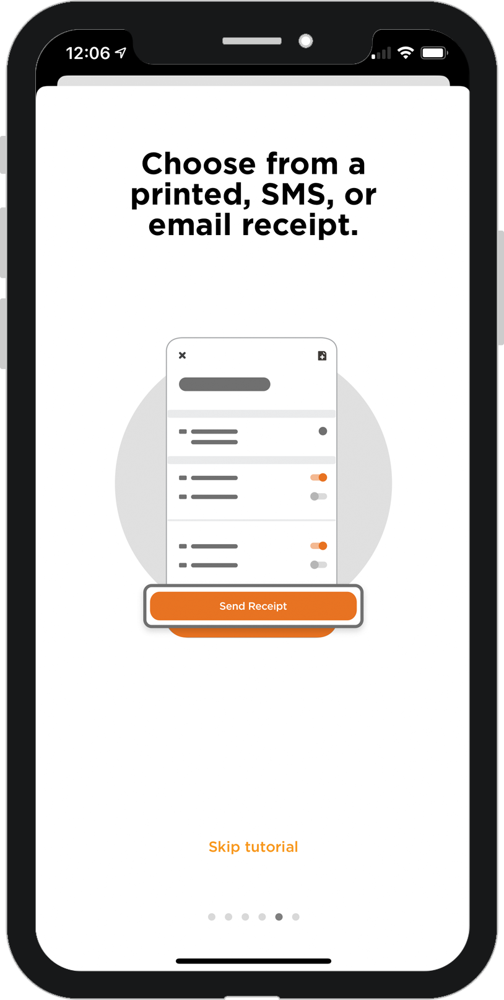 12:06
Choose from a
printed, SMS, or
email receipt.
Send Receipt
Skip tutorial